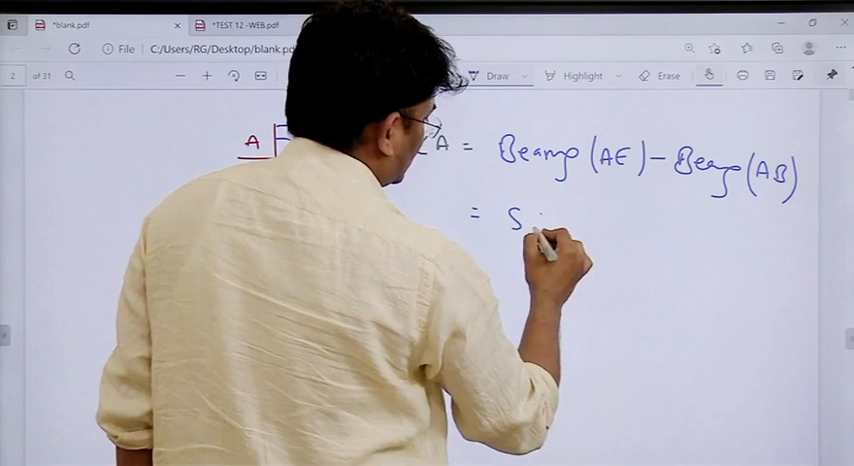 *blank.pdf
*TEST 12 -WEB.pdf
File C:/Users/RG/Desktop/blank.pd
2 of 31 Draw Highlight Erase
A
∠A = Bearing (AE) - Bearing (AB)
= S